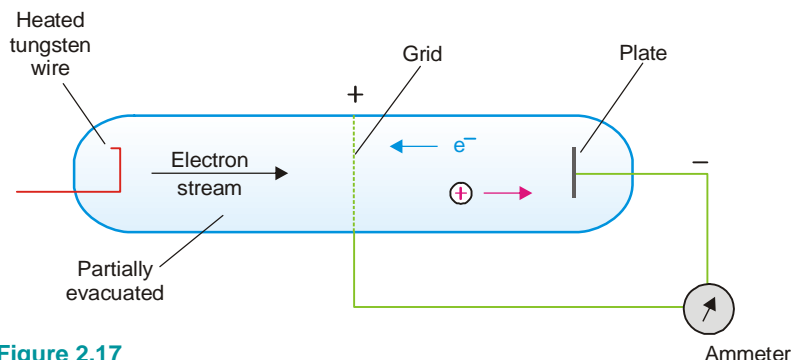 Heated
tungsten
wire
Grid
Plate
+
e–
–
Electron
stream
+
Partially
evacuated
Figure 2.17
Ammeter